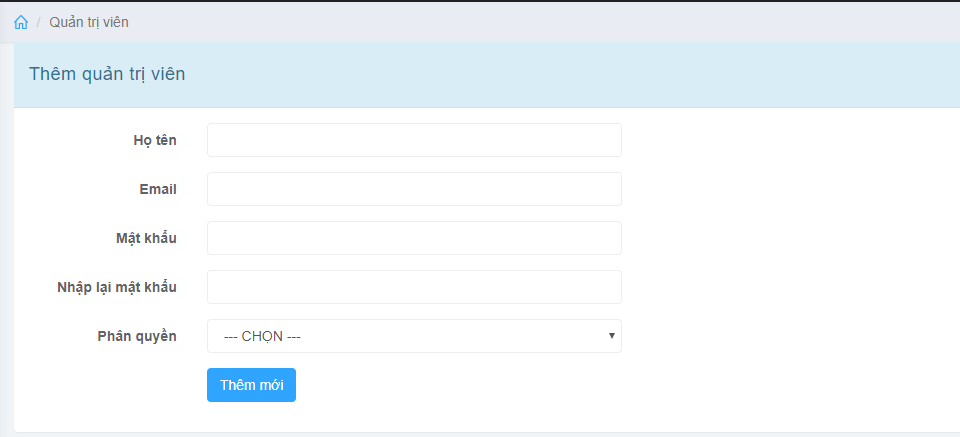 / Quản trị viên
Thêm quản trị viên
Họ tên
Email
Mật khẩu
Nhập lại mật khẩu
Phân quyền --- CHỌN ---
Thêm mới